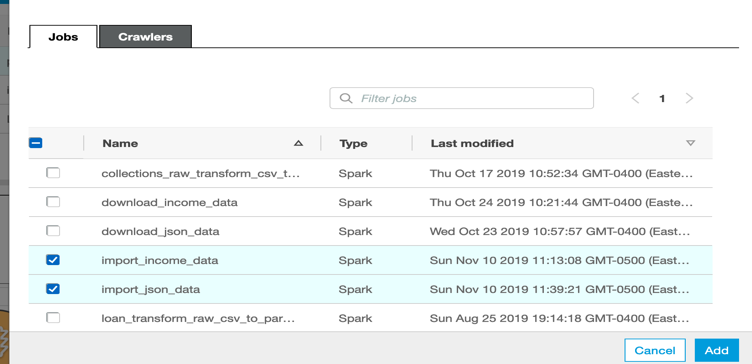 Jobs Crawlers
Filter jobs
1
Name Type Last modified
collections_raw_transform_csv_t... Spark Thu Oct 17 2019 10:52:34 GMT-0400 (Easte...
download_income_data Spark Thu Oct 24 2019 10:21:44 GMT-0400 (East...
download_json_data Spark Wed Oct 23 2019 10:57:57 GMT-0400 (East...
import_income_data Spark Sun Nov 10 2019 11:13:08 GMT-0500 (East...
import_json_data Spark Sun Nov 10 2019 11:39:21 GMT-0500 (East...
loan_transform_raw_csv_to_par... Spark Sun Aug 25 2019 19:14:18 GMT-0400 (East...
Cancel Add